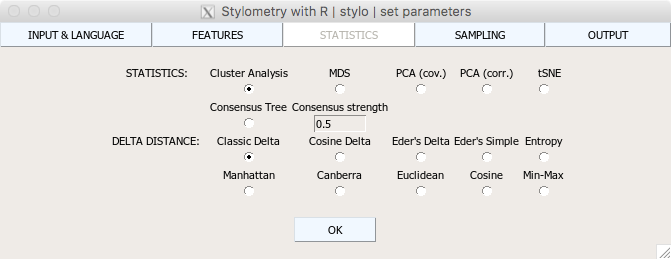 Stylometry with R | stylo | set parameters
INPUT & LANGUAGE FEATURES STATISTICS SAMPLING OUTPUT
STATISTICS: Cluster Analysis MDS PCA (cov.) PCA (corr.) tSNE
Consensus Tree Consensus strength
0.5
DELTA DISTANCE: Classic Delta Cosine Delta Eder's Delta Eder's Simple Entropy
Manhattan Canberra Euclidean Cosine Min-Max
OK